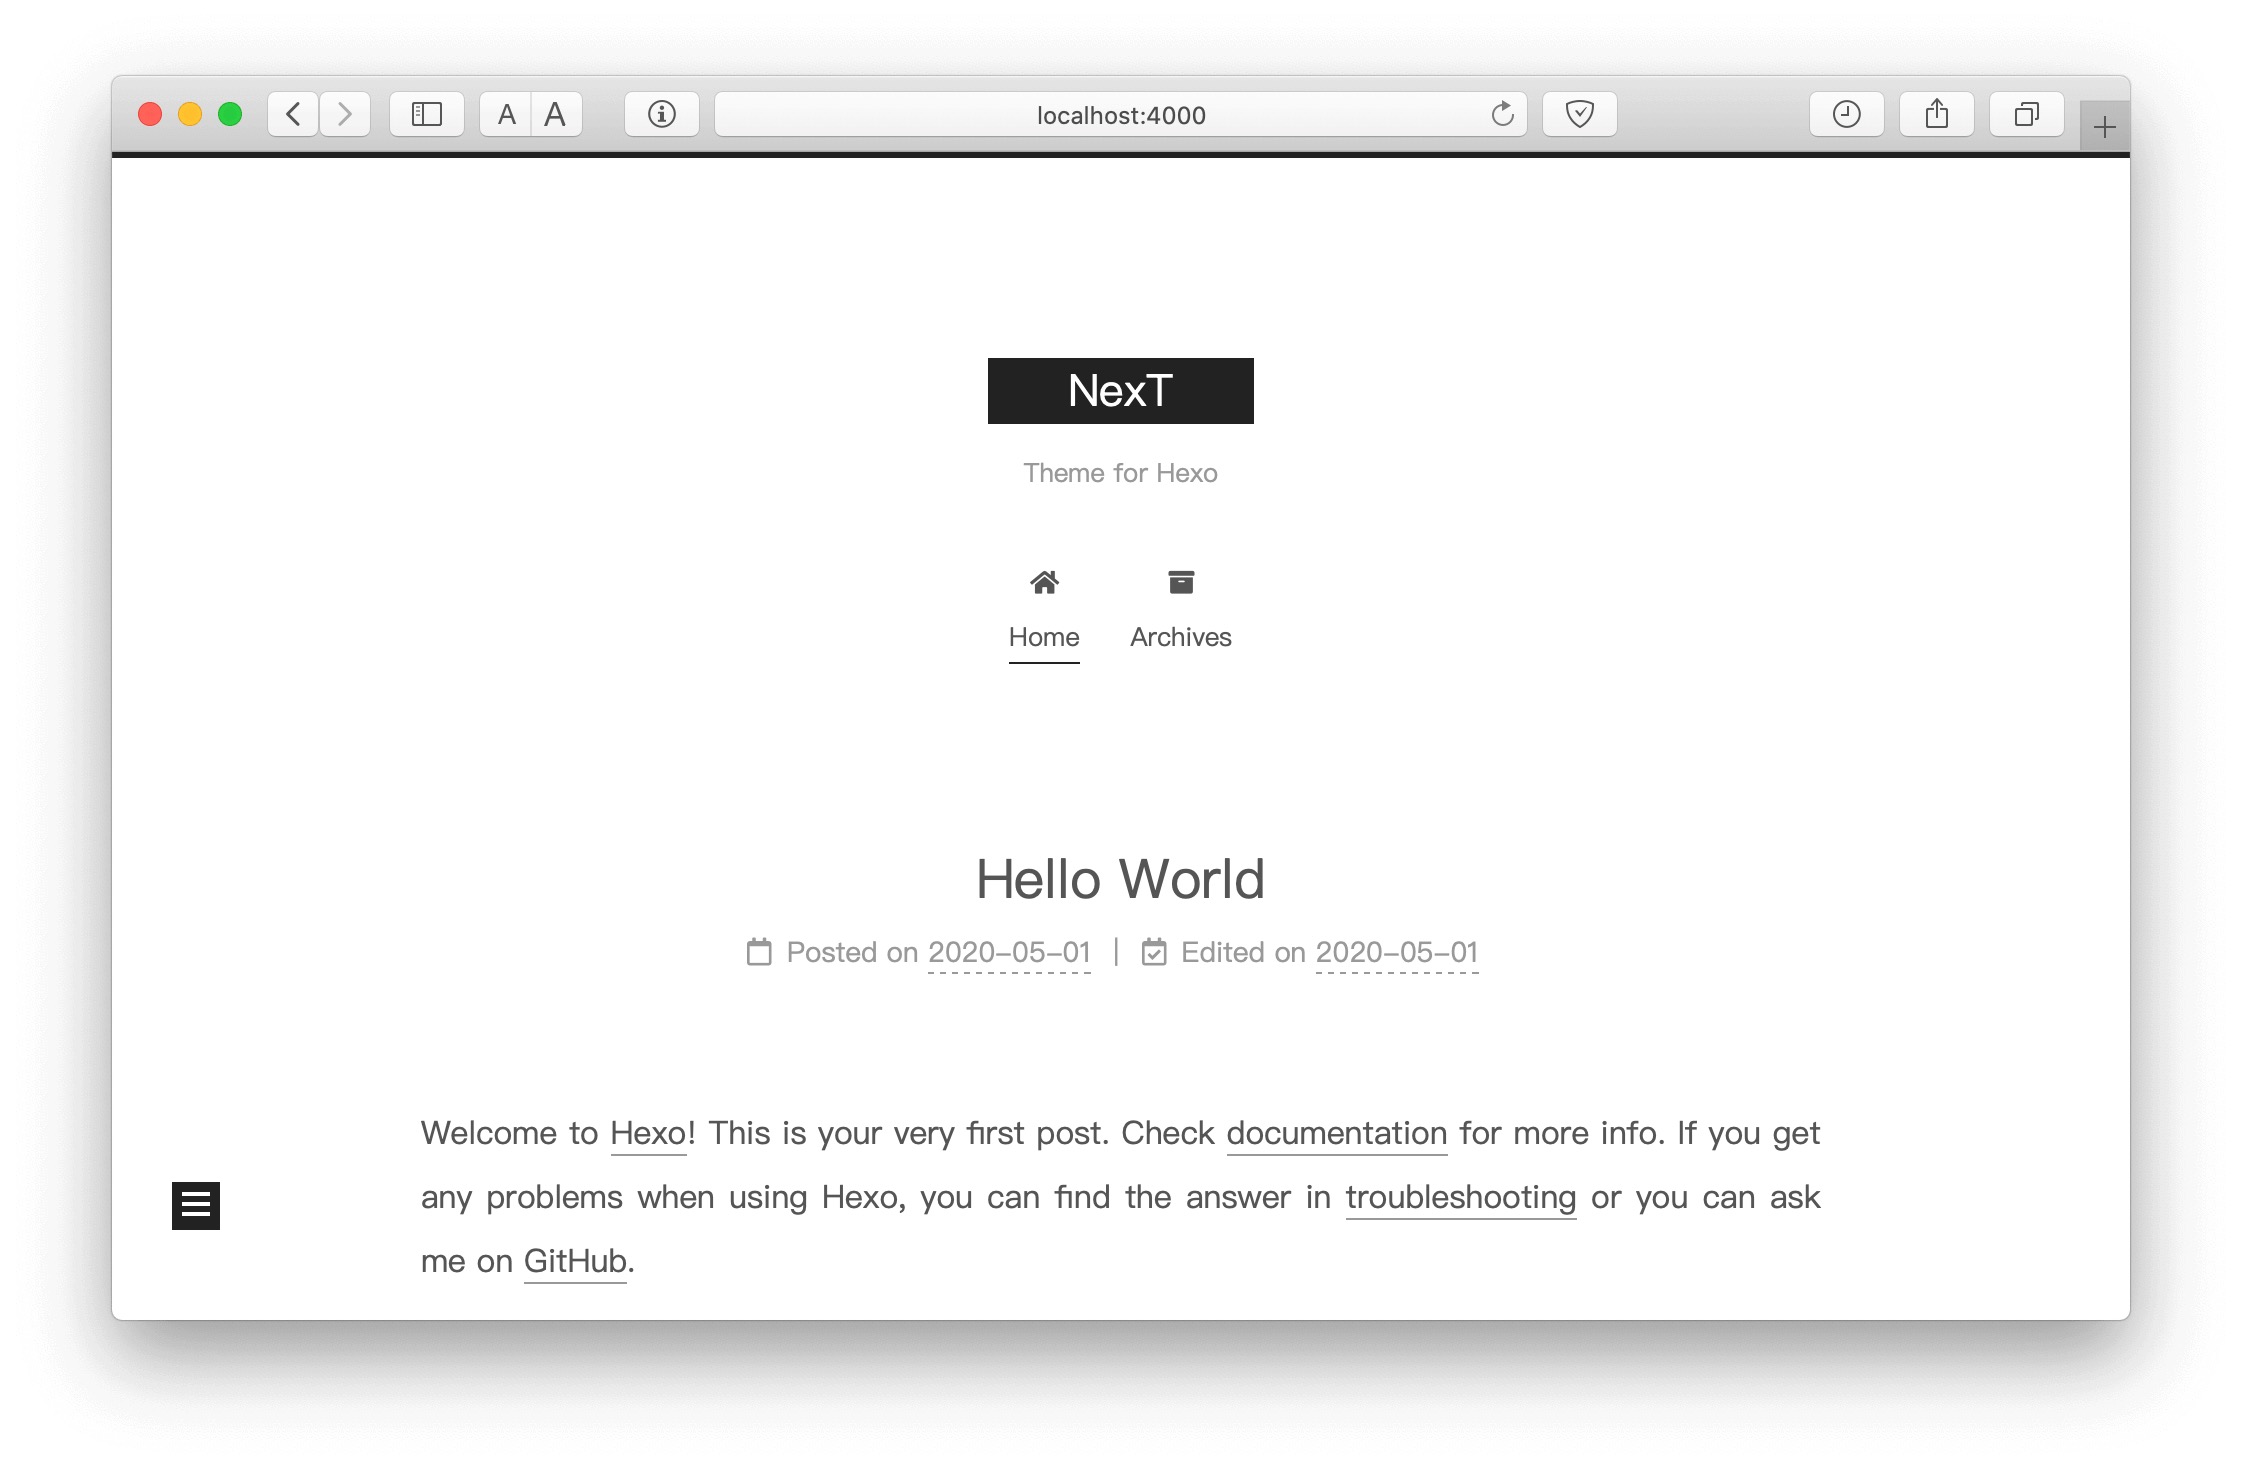 A A
localhost:4000
NexT
Theme for Hexo
Home Archives
Hello World
Posted on 2020-05-01 | Edited on 2020-05-01
Welcome to Hexo! This is your very first post. Check documentation for more info. If you get
any problems when using Hexo, you can find the answer in troubleshooting or you can ask
me on GitHub.